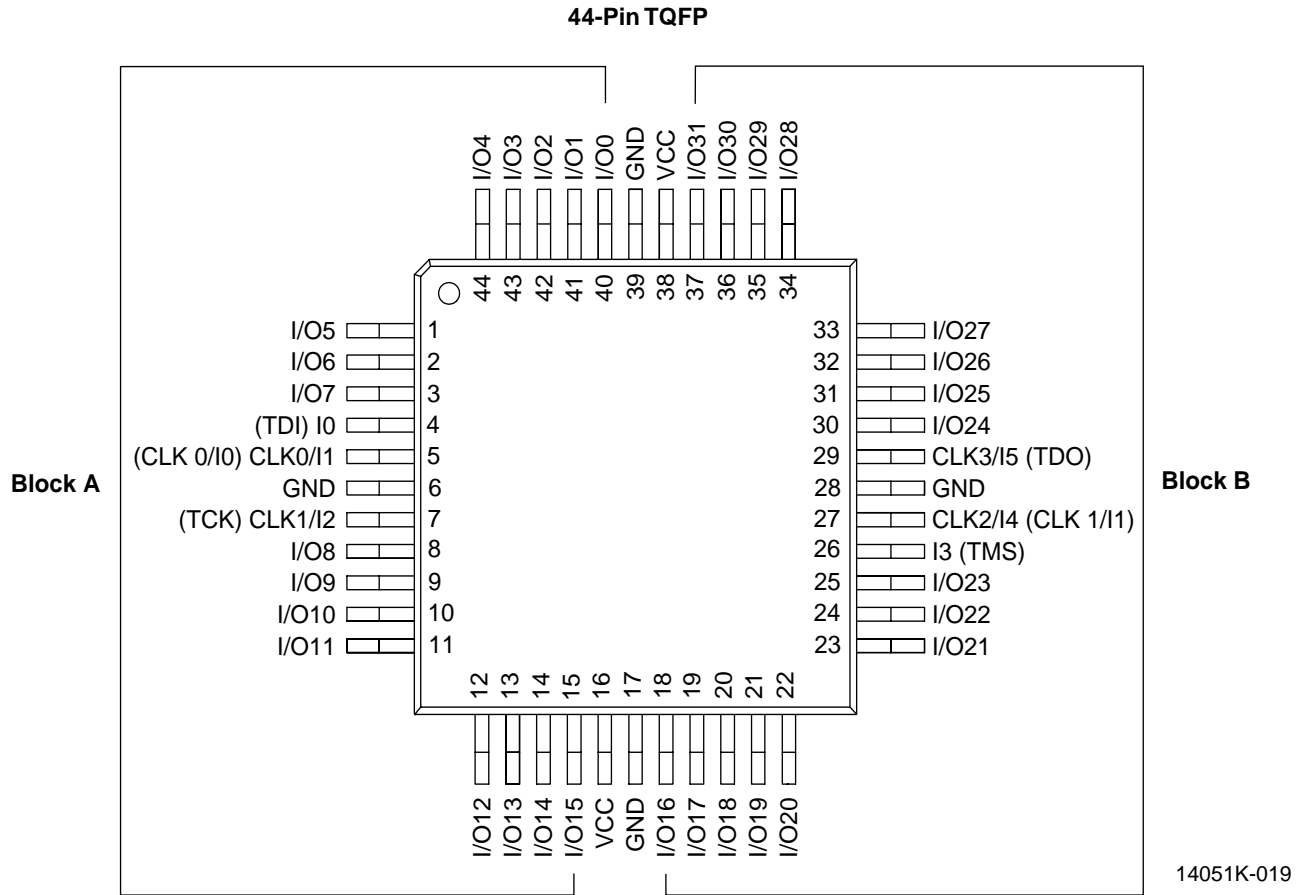 44-Pin TQFP
I/O4
I/O3
I/O2
I/O1
I/O0
GND
VCC
I/O31
I/O30
I/O29
I/O28
44
43
42
41
40
39
38
37
36
35
34
I/O5 1
I/O6 2
I/O7 3
(TDI) I0 4
(CLK 0/I0) CLK0/I1 5
GND 6
(TCK) CLK1/I2 7
I/O8 8
I/O9 9
I/O10 10
I/O11 11
Block A
33 I/O27
32 I/O26
31 I/O25
30 I/O24
29 CLK3/I5 (TDO)
28 GND
27 CLK2/I4 (CLK 1/I1)
26 I3 (TMS)
25 I/O23
24 I/O22
23 I/O21
Block B
12
13
14
15
16
17
18
19
20
21
22
I/O12
I/O13
I/O14
I/O15
VCC
GND
I/O16
I/O17
I/O18
I/O19
I/O20
14051K-019